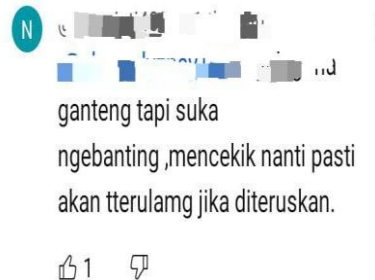 N
ganteng tapi suka
ngebanting ,mencekik nanti pasti
akan tterulamg jika diteruskan.
1